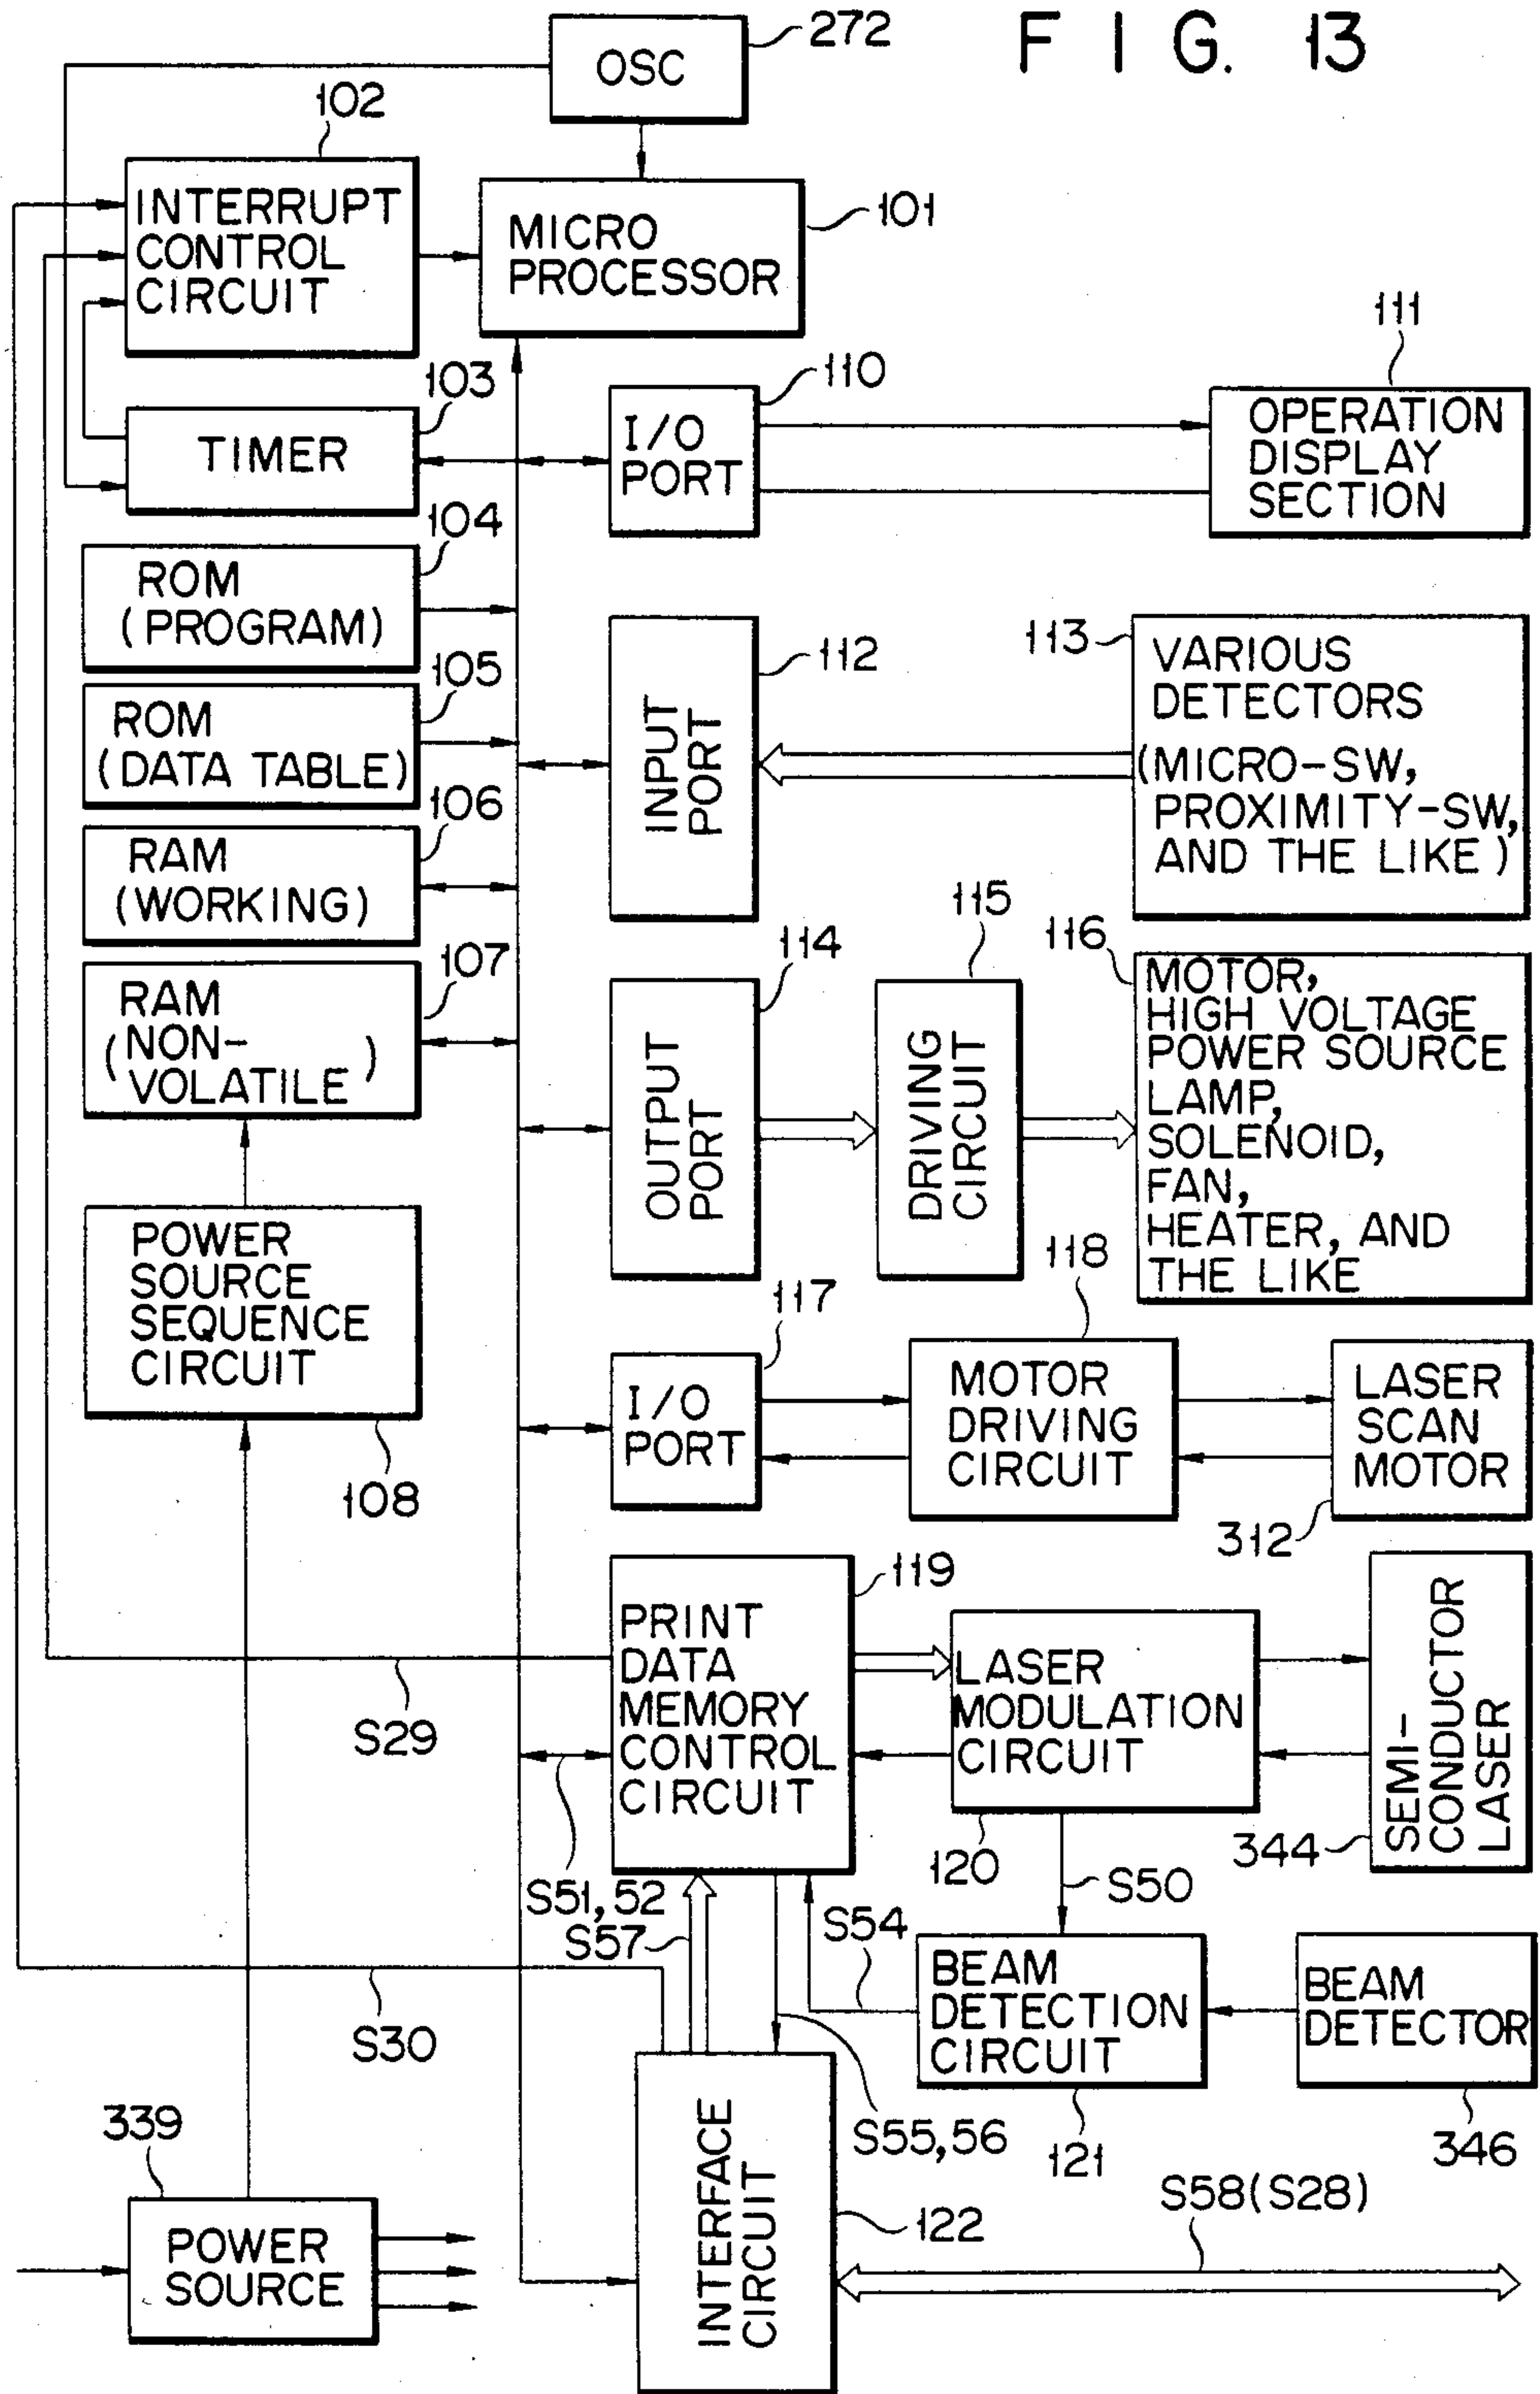 F I G. 13
OSC
272
102
INTERRUPT
CONTROL
CIRCUIT
MICRO
PROCESSOR
101
103
TIMER
110
I/O
PORT
111
OPERATION
DISPLAY
SECTION
104
ROM
(PROGRAM)
105
ROM
(DATA TABLE)
106
RAM
(WORKING)
107
RAM
(NON-
VOLATILE)
112
INPUT
PORT
113
VARIOUS
DETECTORS
(MICRO-SW,
PROXIMITY-SW,
AND THE LIKE)
114
OUTPUT
PORT
115
DRIVING
CIRCUIT
116
MOTOR,
HIGH VOLTAGE
POWER SOURCE
LAMP,
SOLENOID,
FAN,
HEATER, AND
THE LIKE
POWER
SOURCE
SEQUENCE
CIRCUIT
108
117
I/O
PORT
118
MOTOR
DRIVING
CIRCUIT
LASER
SCAN
MOTOR
312
119
PRINT
DATA
MEMORY
CONTROL
CIRCUIT
LASER
MODULATION
CIRCUIT
120
SEMI-
CONDUCTOR
LASER
344
S29
S51, 52
S57
S50
S54
BEAM
DETECTION
CIRCUIT
121
BEAM
DETECTOR
346
S30
S55, 56
339
POWER
SOURCE
INTERFACE
CIRCUIT
122
S58(S28)